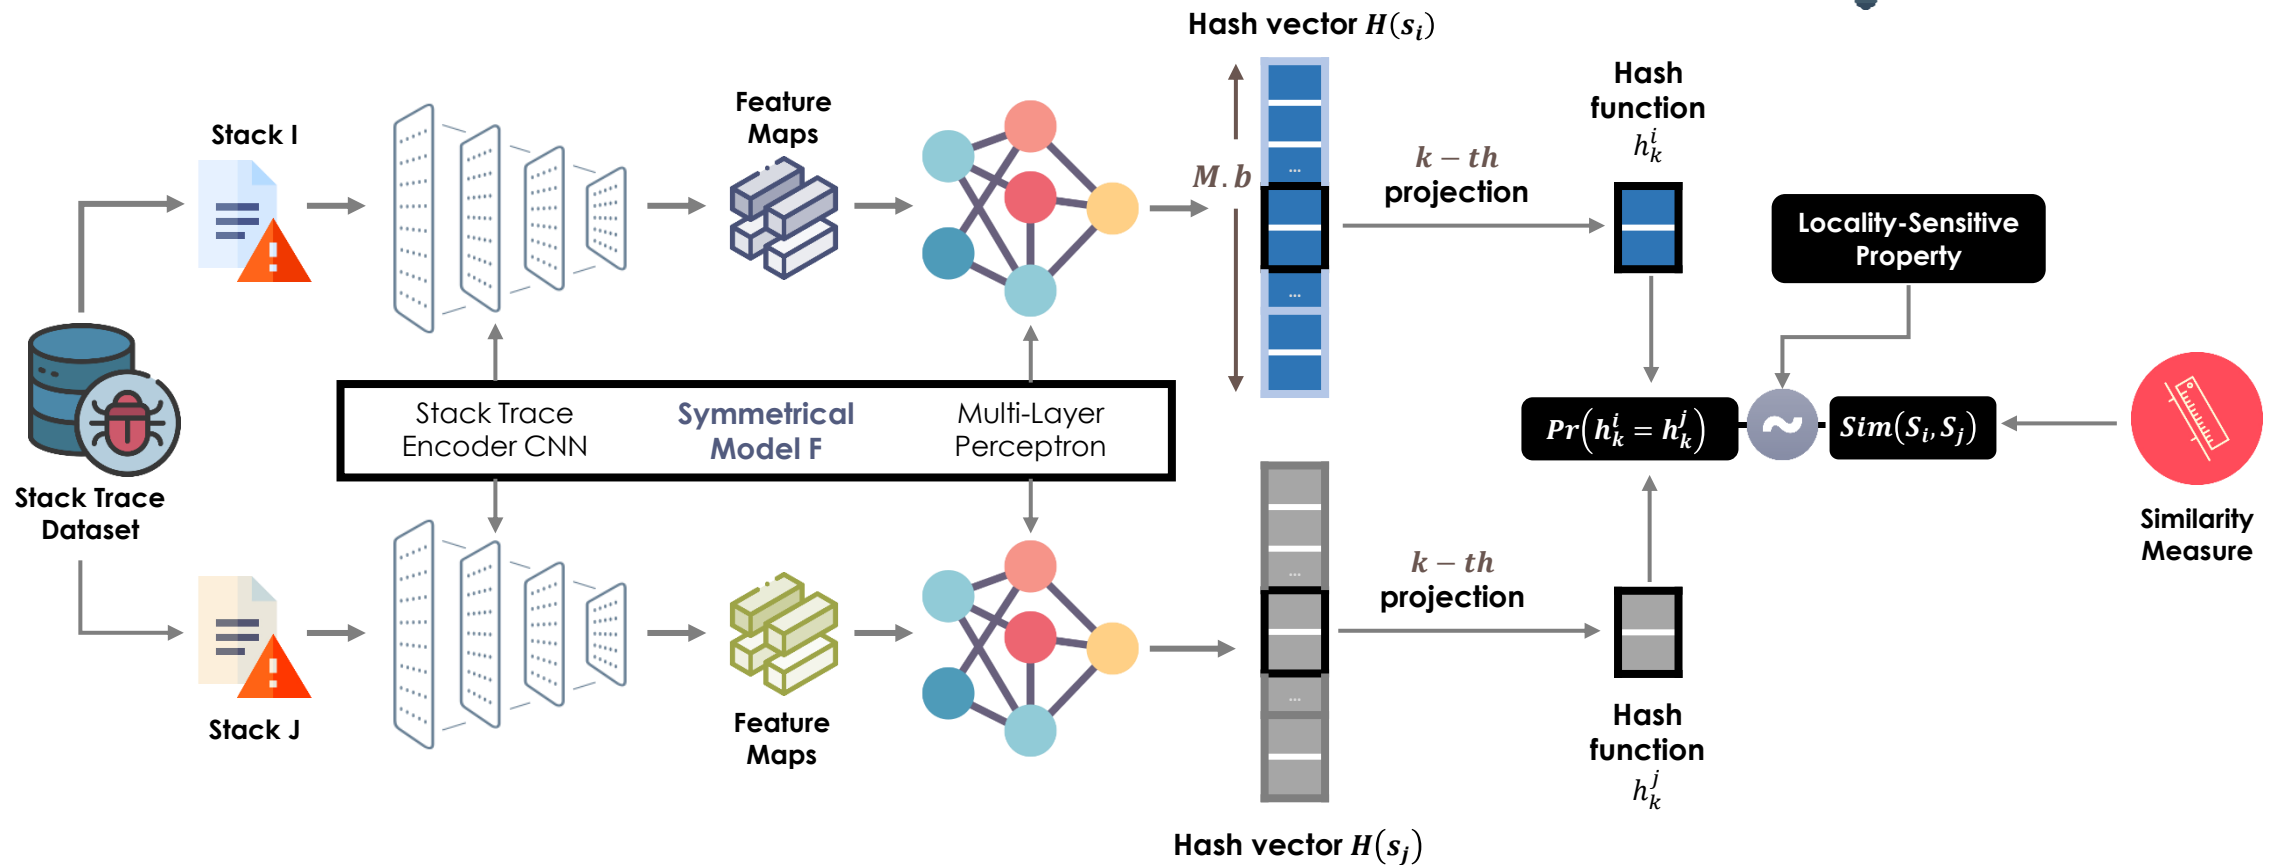 Hash vector H(s_i)
Stack I
Feature
Maps
M.b
...
...
k − th
projection
Hash
function
h_k^i
Locality-Sensitive
Property
Stack Trace
Encoder CNN
Symmetrical
Model F
Multi-Layer
Perceptron
Pr(h_k^i = h_k^j)
~
Sim(S_i, S_j)
Stack Trace
Dataset
Similarity
Measure
Stack J
Feature
Maps
...
...
k − th
projection
Hash
function
h_k^j
Hash vector H(s_j)